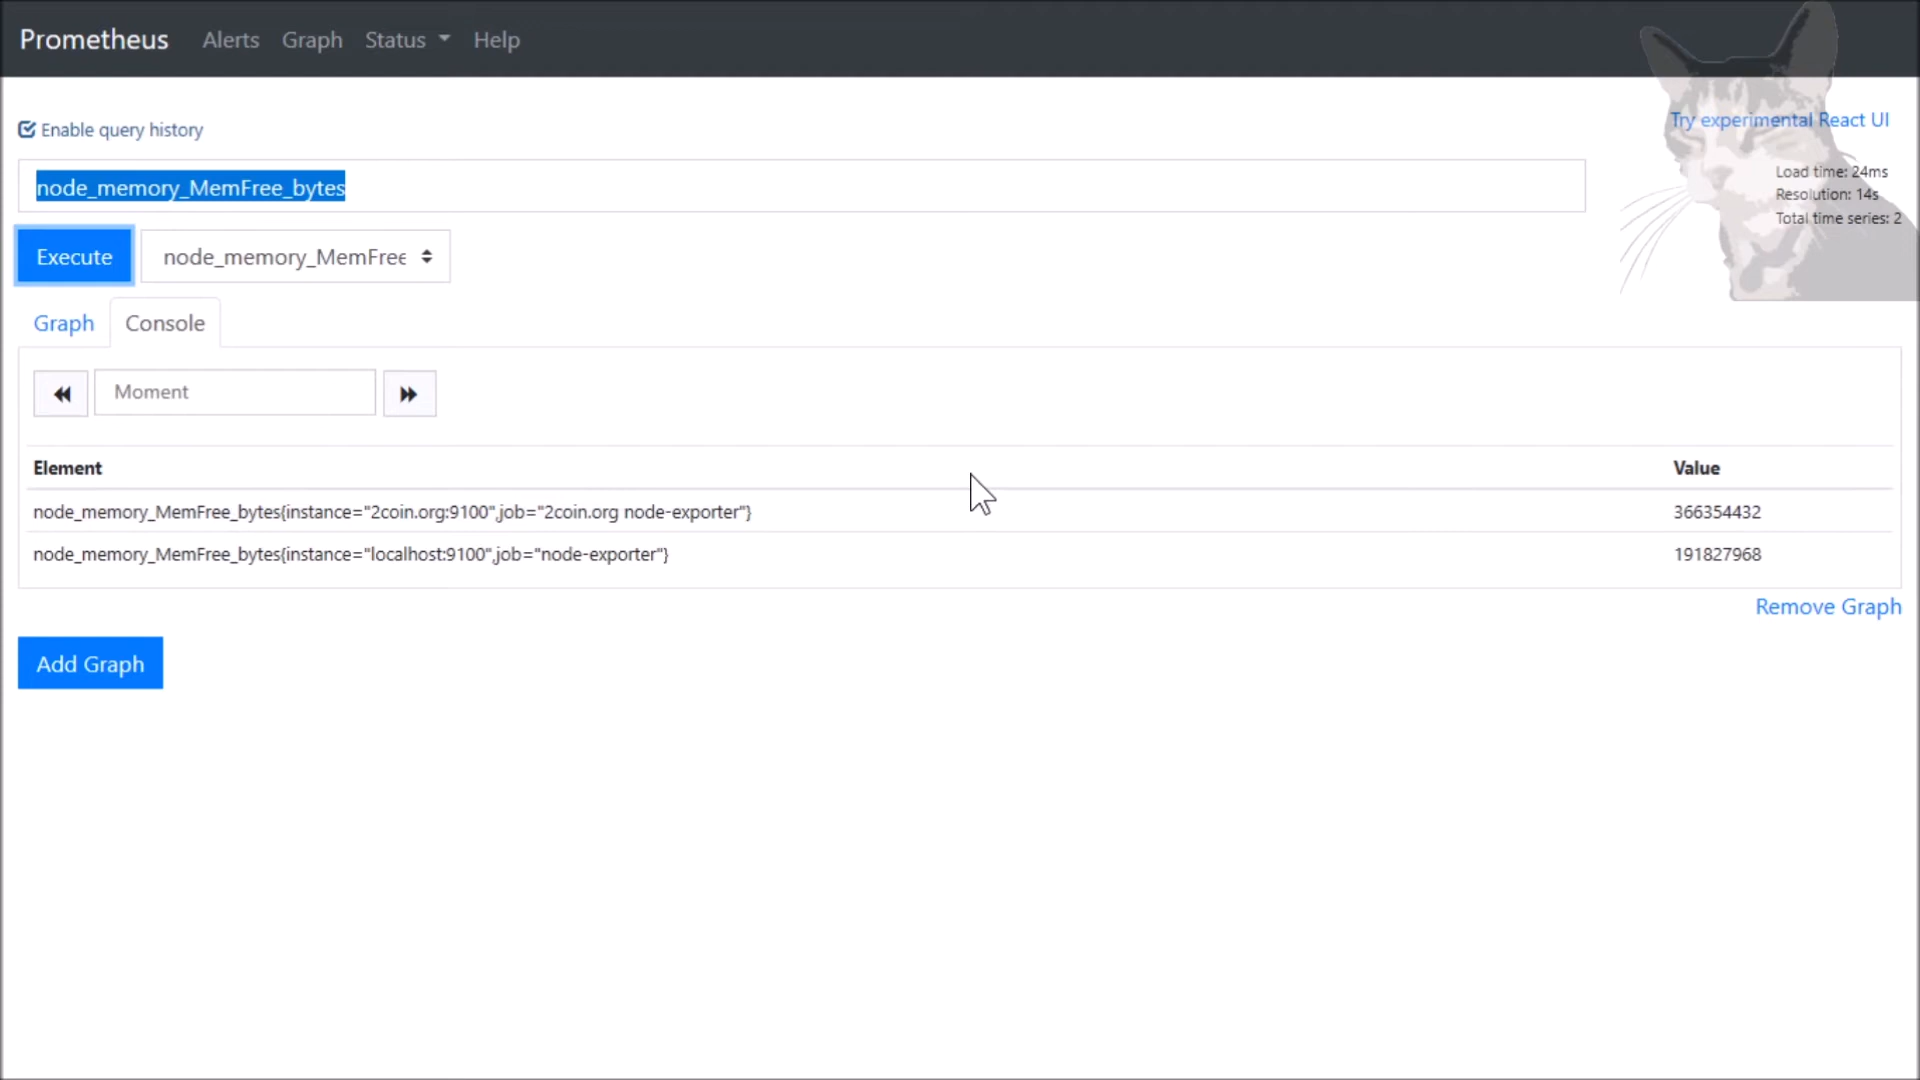 Prometheus Alerts Graph Status Help
Enable query history
Try experimental React UI
node_memory_MemFree_bytes
Load time: 24ms
Resolution: 14s
Total time series: 2
Execute node_memory_MemFree
Graph Console
Moment
Element Value
node_memory_MemFree_bytes{instance="2coin.org:9100",job="2coin.org node-exporter"} 366354432
node_memory_MemFree_bytes{instance="localhost:9100",job="node-exporter"} 191827968
Remove Graph
Add Graph